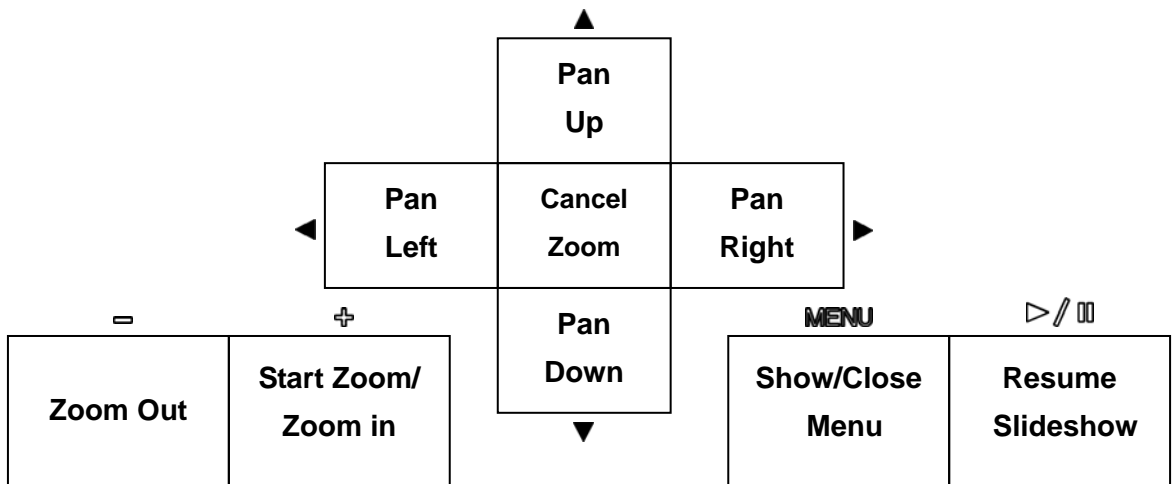 ▲
Pan
Up
◀
Pan
Left
Cancel
Zoom
Pan
Right
▶
Pan
Down
▼
−
Zoom Out
+
Start Zoom/
Zoom in
MENU
Show/Close
Menu
▷/II
Resume
Slideshow